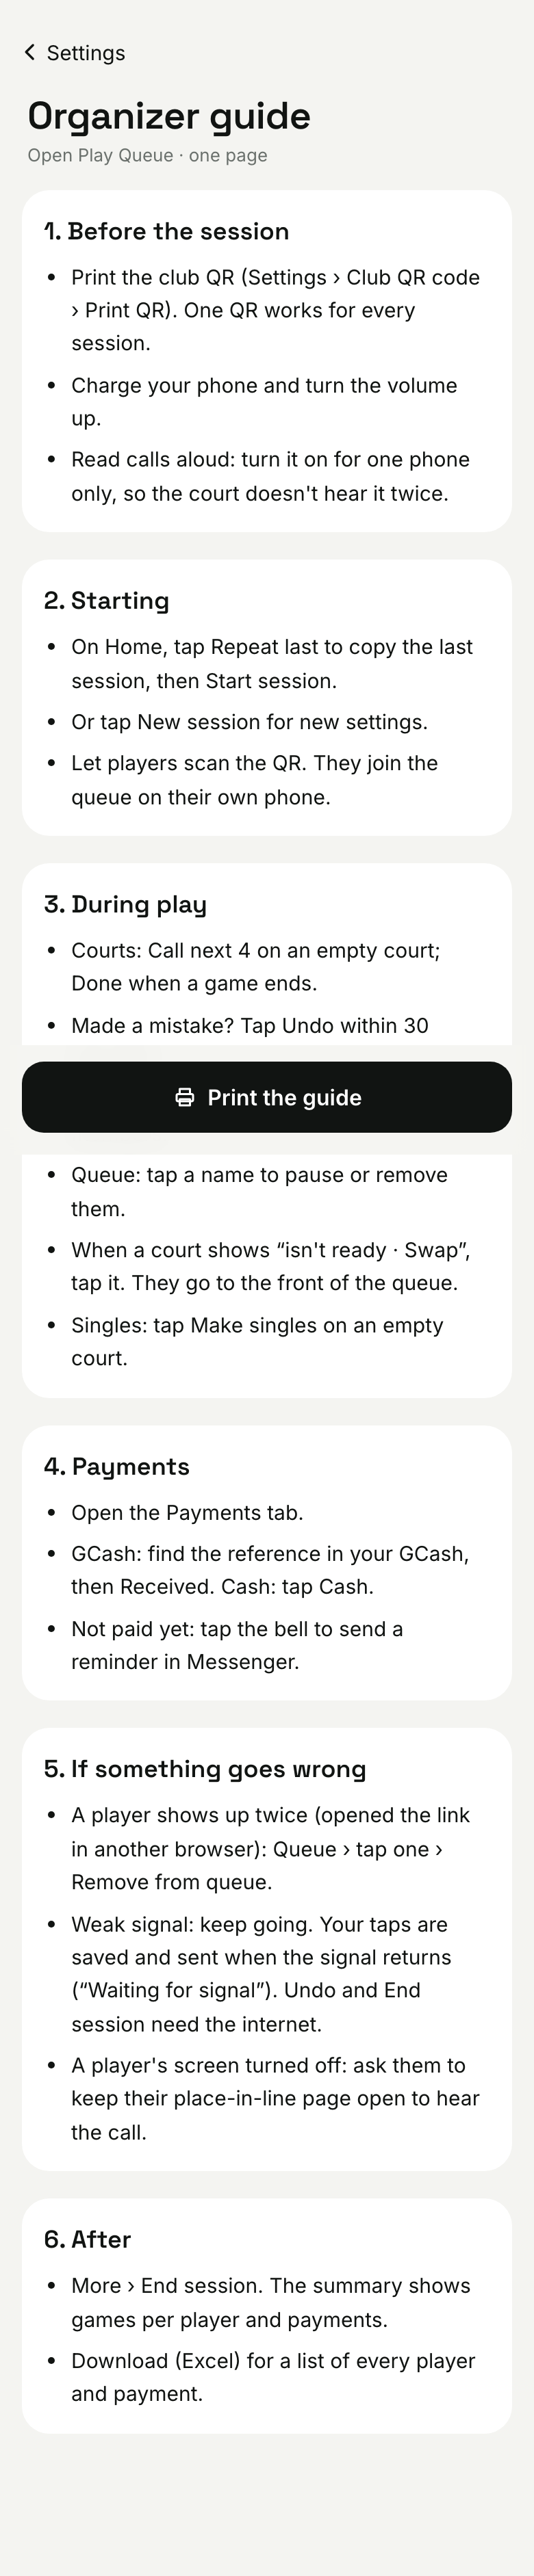 Settings
Organizer guide
Open Play Queue · one page
1. Before the session
• Print the club QR (Settings › Club QR code
› Print QR). One QR works for every
session.
• Charge your phone and turn the volume
up.
• Read calls aloud: turn it on for one phone
only, so the court doesn't hear it twice.
2. Starting
• On Home, tap Repeat last to copy the last
session, then Start session.
• Or tap New session for new settings.
• Let players scan the QR. They join the
queue on their own phone.
3. During play
• Courts: Call next 4 on an empty court;
Done when a game ends.
• Made a mistake? Tap Undo within 30
Print the guide
• Queue: tap a name to pause or remove
them.
• When a court shows “isn't ready · Swap”,
tap it. They go to the front of the queue.
• Singles: tap Make singles on an empty
court.
4. Payments
• Open the Payments tab.
• GCash: find the reference in your GCash,
then Received. Cash: tap Cash.
• Not paid yet: tap the bell to send a
reminder in Messenger.
5. If something goes wrong
• A player shows up twice (opened the link
in another browser): Queue › tap one ›
Remove from queue.
• Weak signal: keep going. Your taps are
saved and sent when the signal returns
(“Waiting for signal”). Undo and End
session need the internet.
• A player's screen turned off: ask them to
keep their place-in-line page open to hear
the call.
6. After
• More › End session. The summary shows
games per player and payments.
• Download (Excel) for a list of every player
and payment.